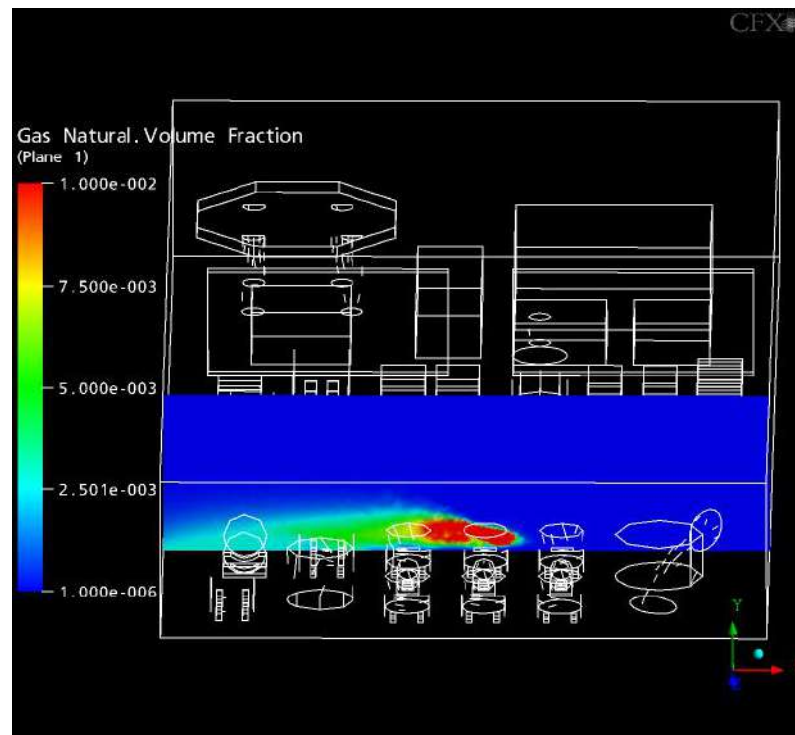 CFX
Gas Natural.Volume Fraction
(Plane 1)
1.000e-002
7.500e-003
5.000e-003
2.501e-003
1.000e-006
Y